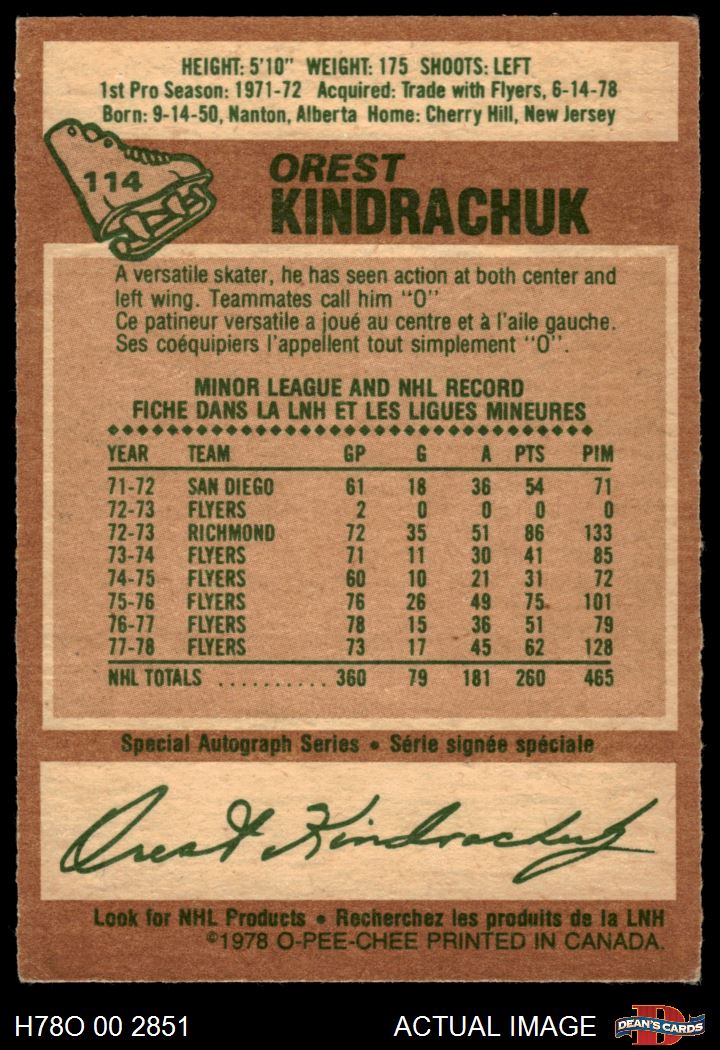 HEIGHT: 5'10" WEIGHT: 175 SHOOTS: LEFT
1st Pro Season: 1971-72 Acquired: Trade with Flyers, 6-14-78
Born: 9-14-50, Nanton, Alberta Home: Cherry Hill, New Jersey
114
OREST
KINDRACHUK
A versatile skater, he has seen action at both center and
left wing. Teammates call him "O"
Ce patineur versatile a joué au centre et à l'aile gauche.
Ses coéquipiers l'appellent tout simplement "O".
MINOR LEAGUE AND NHL RECORD
FICHE DANS LA LNH ET LES LIGUES MINEURES
YEAR TEAM GP G A PTS PIM
71-72 SAN DIEGO 61 18 36 54 71
72-73 FLYERS 2 0 0 0 0
72-73 RICHMOND 72 35 51 86 133
73-74 FLYERS 71 11 30 41 85
74-75 FLYERS 60 10 21 31 72
75-76 FLYERS 76 26 49 75 101
76-77 FLYERS 78 15 36 51 79
77-78 FLYERS 73 17 45 62 128
NHL TOTALS .......... 360 79 181 260 465
Special Autograph Series • Série signée spéciale
Orest Kindrachuk
Look for NHL Products • Recherchez les produits de la LNH
©1978 O-PEE-CHEE PRINTED IN CANADA.
H78O 00 2851 ACTUAL IMAGE D DEAN'S CARDS